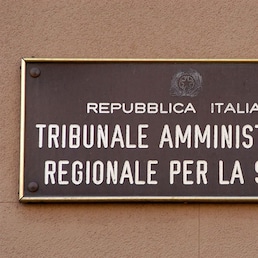 REPUBBLICA ITALIA
TRIBUNALE AMMINIST
REGIONALE PER LA S